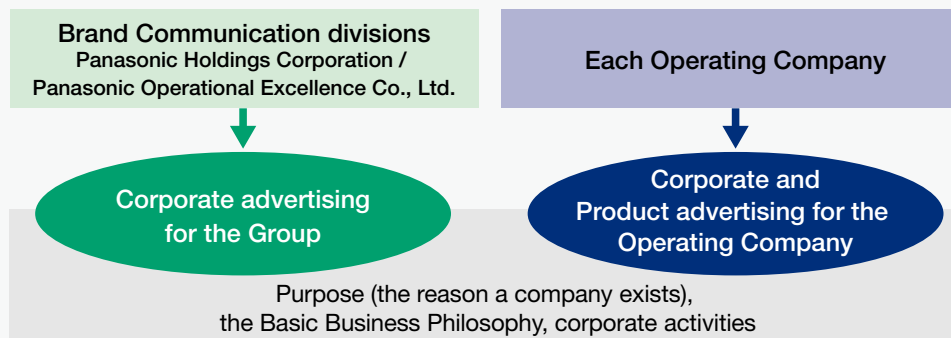 Brand Communication divisions
Panasonic Holdings Corporation /
Panasonic Operational Excellence Co., Ltd.
Each Operating Company
Corporate advertising
for the Group
Corporate and
Product advertising for the
Operating Company
Purpose (the reason a company exists),
the Basic Business Philosophy, corporate activities